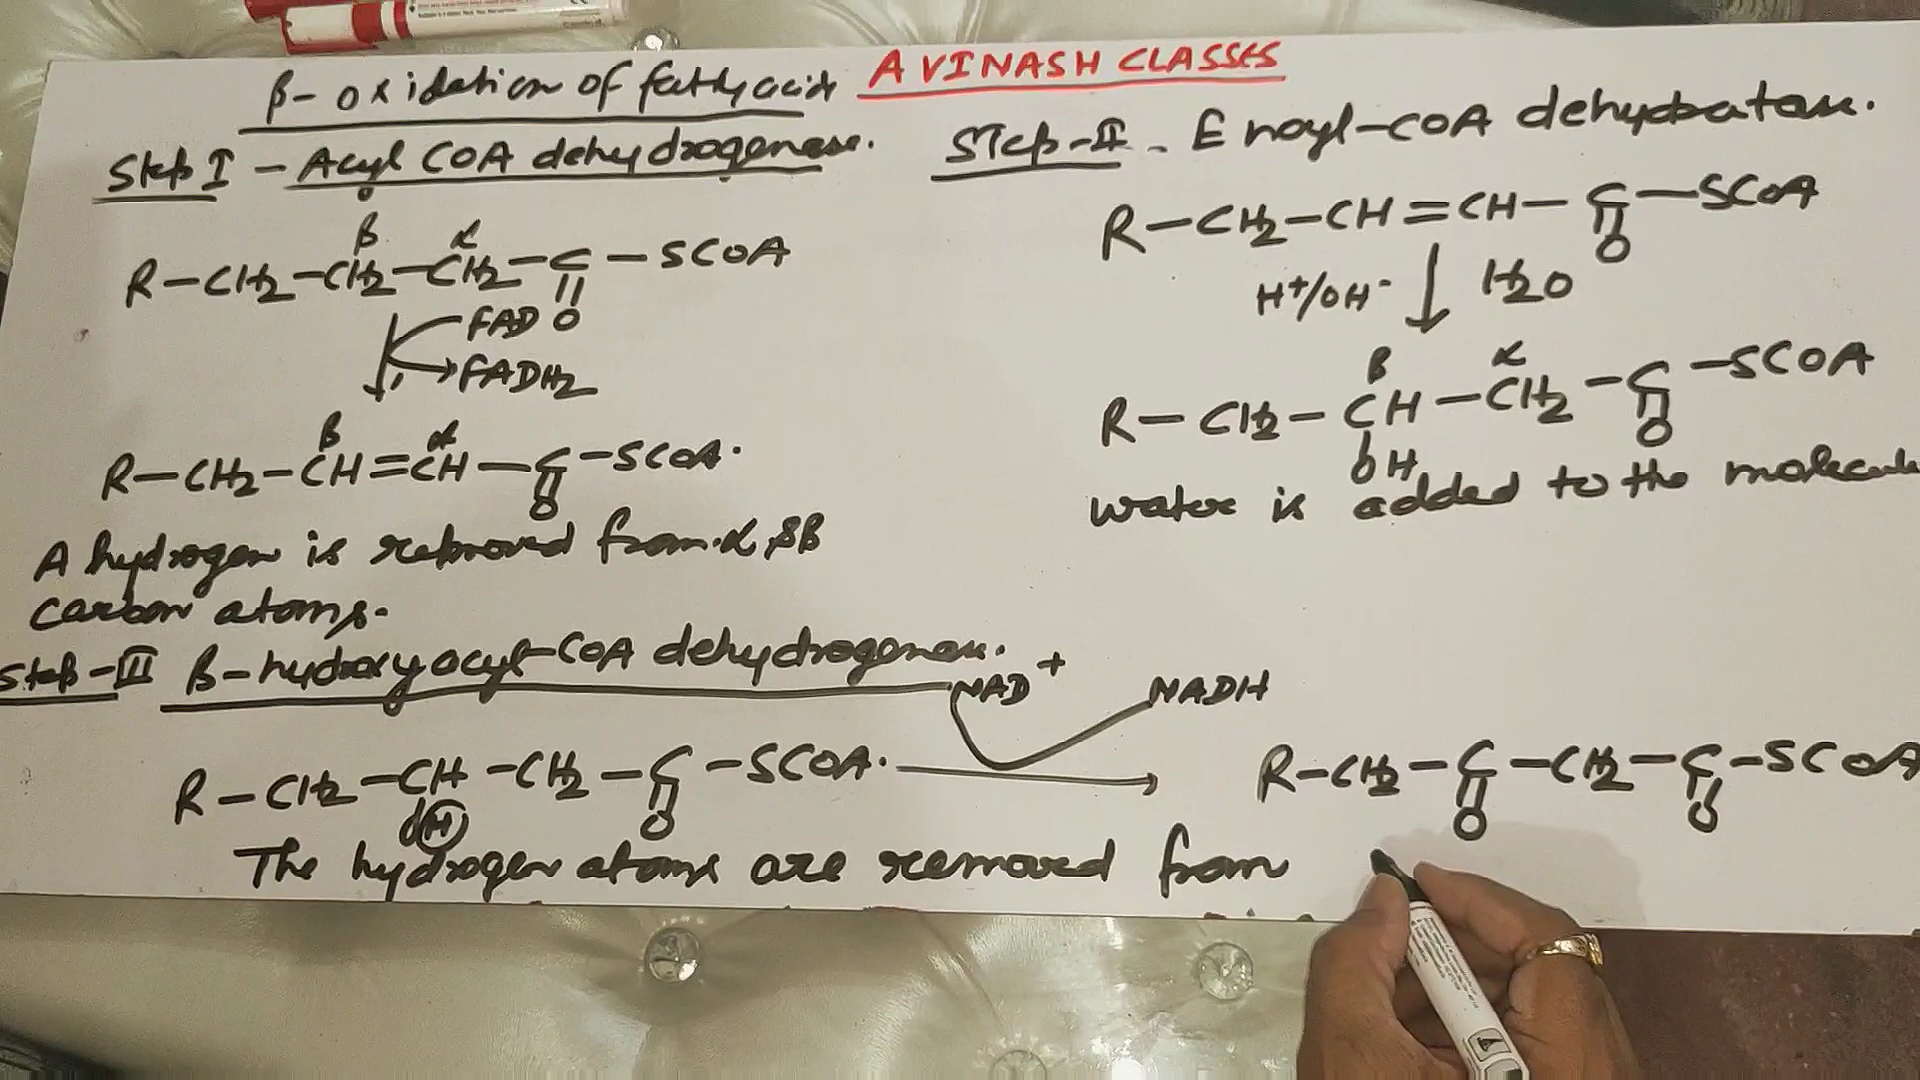 β-oxidation of fatty acid AVINASH CLASSES
Step I - Acyl COA dehydrogenase.
β α
R-CH2-CH2-CH2-C-SCOA
O
FAD
FADH2
β α
R-CH2-CH=CH-C-SCOA.
O
A hydrogen is removed from α, β
carbon atoms.
Step-II - Enoyl-COA dehydratase.
R-CH2-CH=CH-C-SCOA
O
H+/OH- H2O
β α
R-CH2-CH-CH2-C-SCOA
OH O
water is added to the molecule
Step-III β-hydroxyacyl-COA dehydrogenase.
NAD+ NADH
R-CH2-CH-CH2-C-SCOA. R-CH2-C-CH2-C-SCOA
OH O O O
The hydrogen atoms are removed from